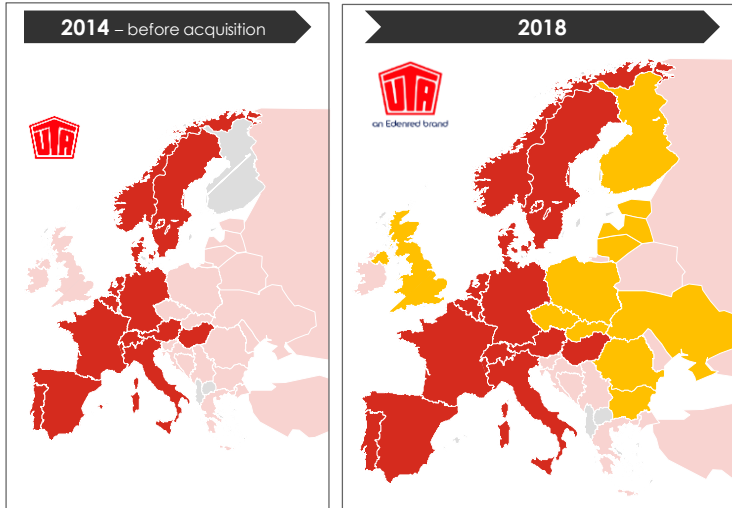 2014 – before acquisition
UTA
2018
UTA
an Edenred brand